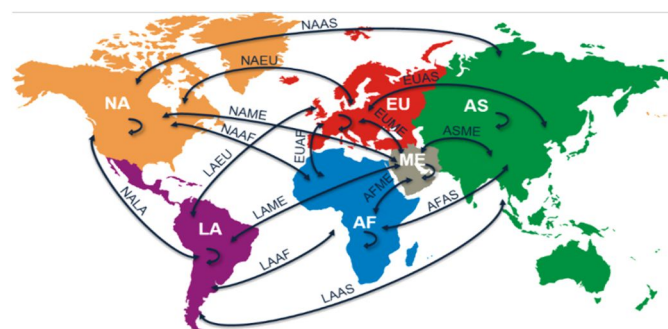 NAAS
NAEU
EUAS
NA
EU
AS
NAME
NAAF
EUME
ASME
LAEU
EUAF
ME
NALA
LAME
AFME
AFAS
LA
AF
LAAF
LAAS